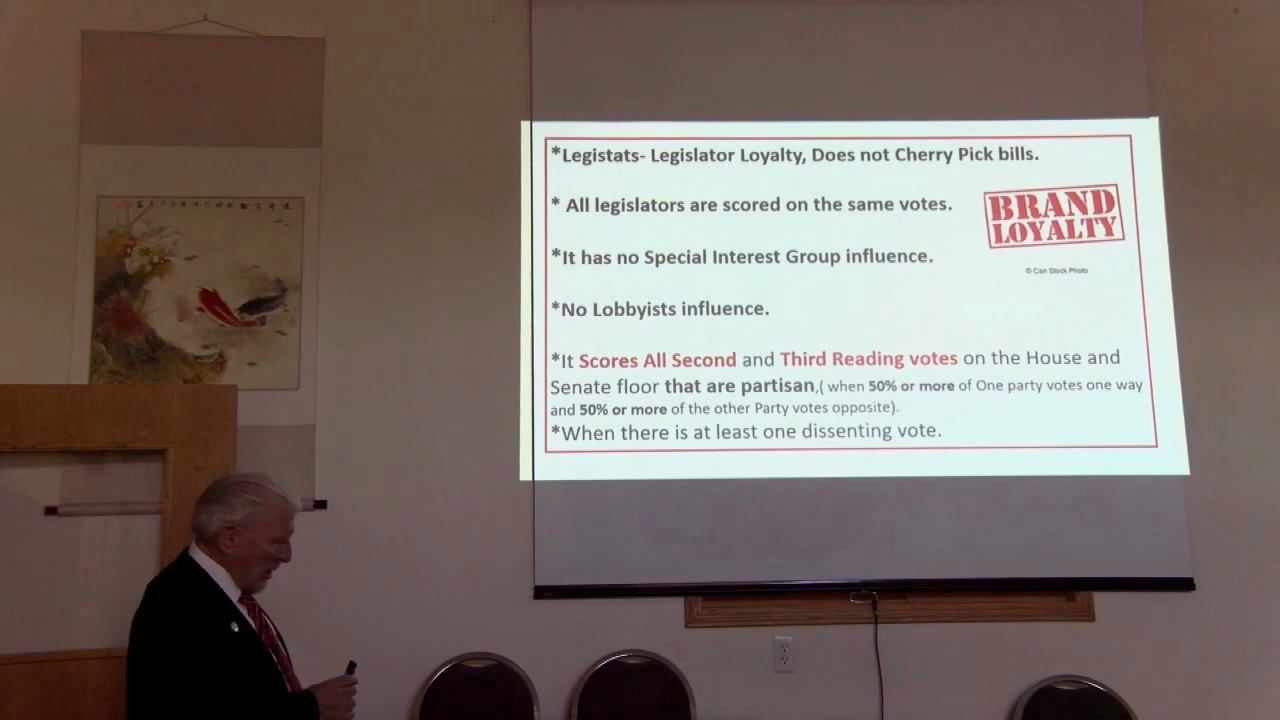 *Legistats- Legislator Loyalty, Does not Cherry Pick bills.
* All legislators are scored on the same votes.
BRAND
LOYALTY
© Can Stock Photo
*It has no Special Interest Group influence.
*No Lobbyists influence.
*It Scores All Second and Third Reading votes on the House and
Senate floor that are partisan,( when 50% or more of One party votes one way
and 50% or more of the other Party votes opposite).
*When there is at least one dissenting vote.